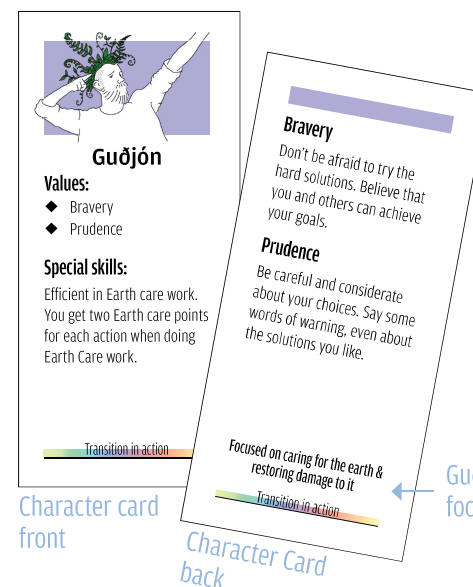 Guðjón
Values:
◆ Bravery
◆ Prudence
Special skills:
Efficient in Earth care work.
You get two Earth care points
for each action when doing
Earth Care work.
Transition in action
Character card
front
Bravery
Don't be afraid to try the
hard solutions. Believe that
you and others can achieve
your goals.
Prudence
Be careful and considerate
about your choices. Say some
words of warning, even about
the solutions you like.
Focused on caring for the earth &
restoring damage to it
Transition in action
Character Card
back